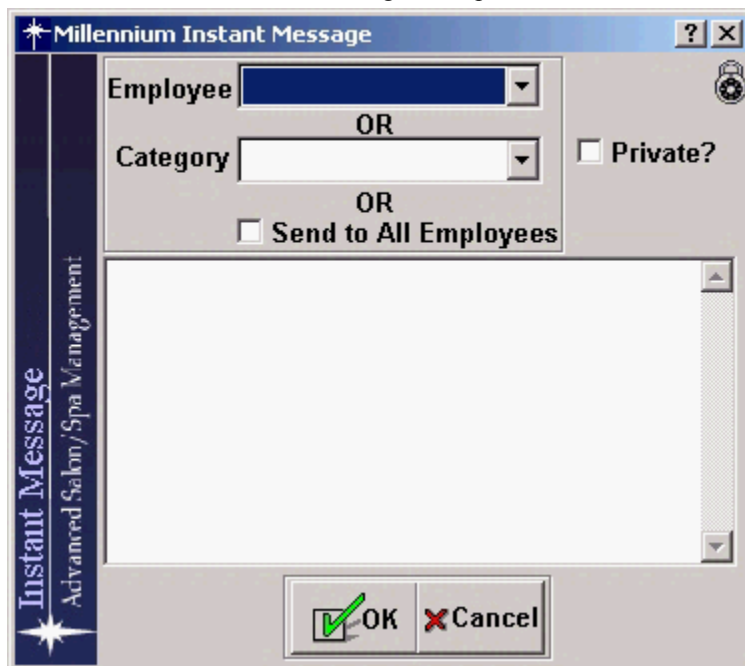 Millennium Instant Message
Employee
OR
Category
Private?
OR
Send to All Employees
Instant Message
Advanced Salon/Spa Management
OK
Cancel